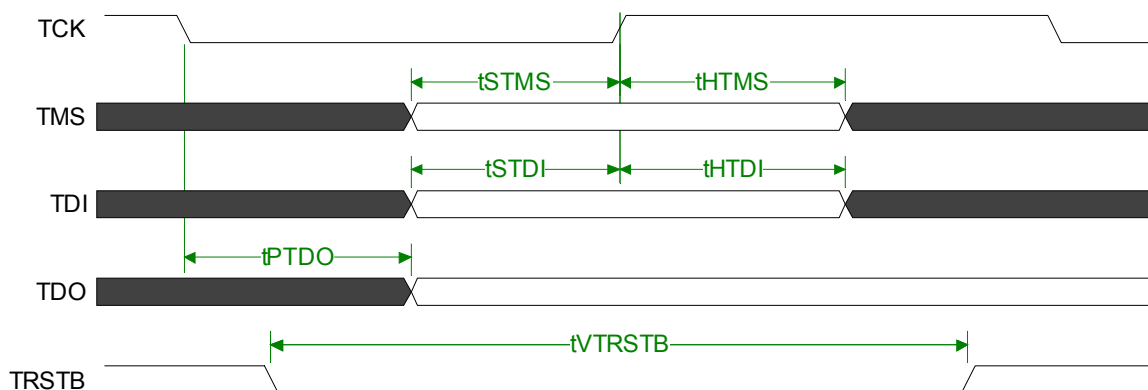 TCK
tSTMS tHTMS
TMS
tSTDI tHTDI
TDI
tPTDO
TDO
tVTRSTB
TRSTB